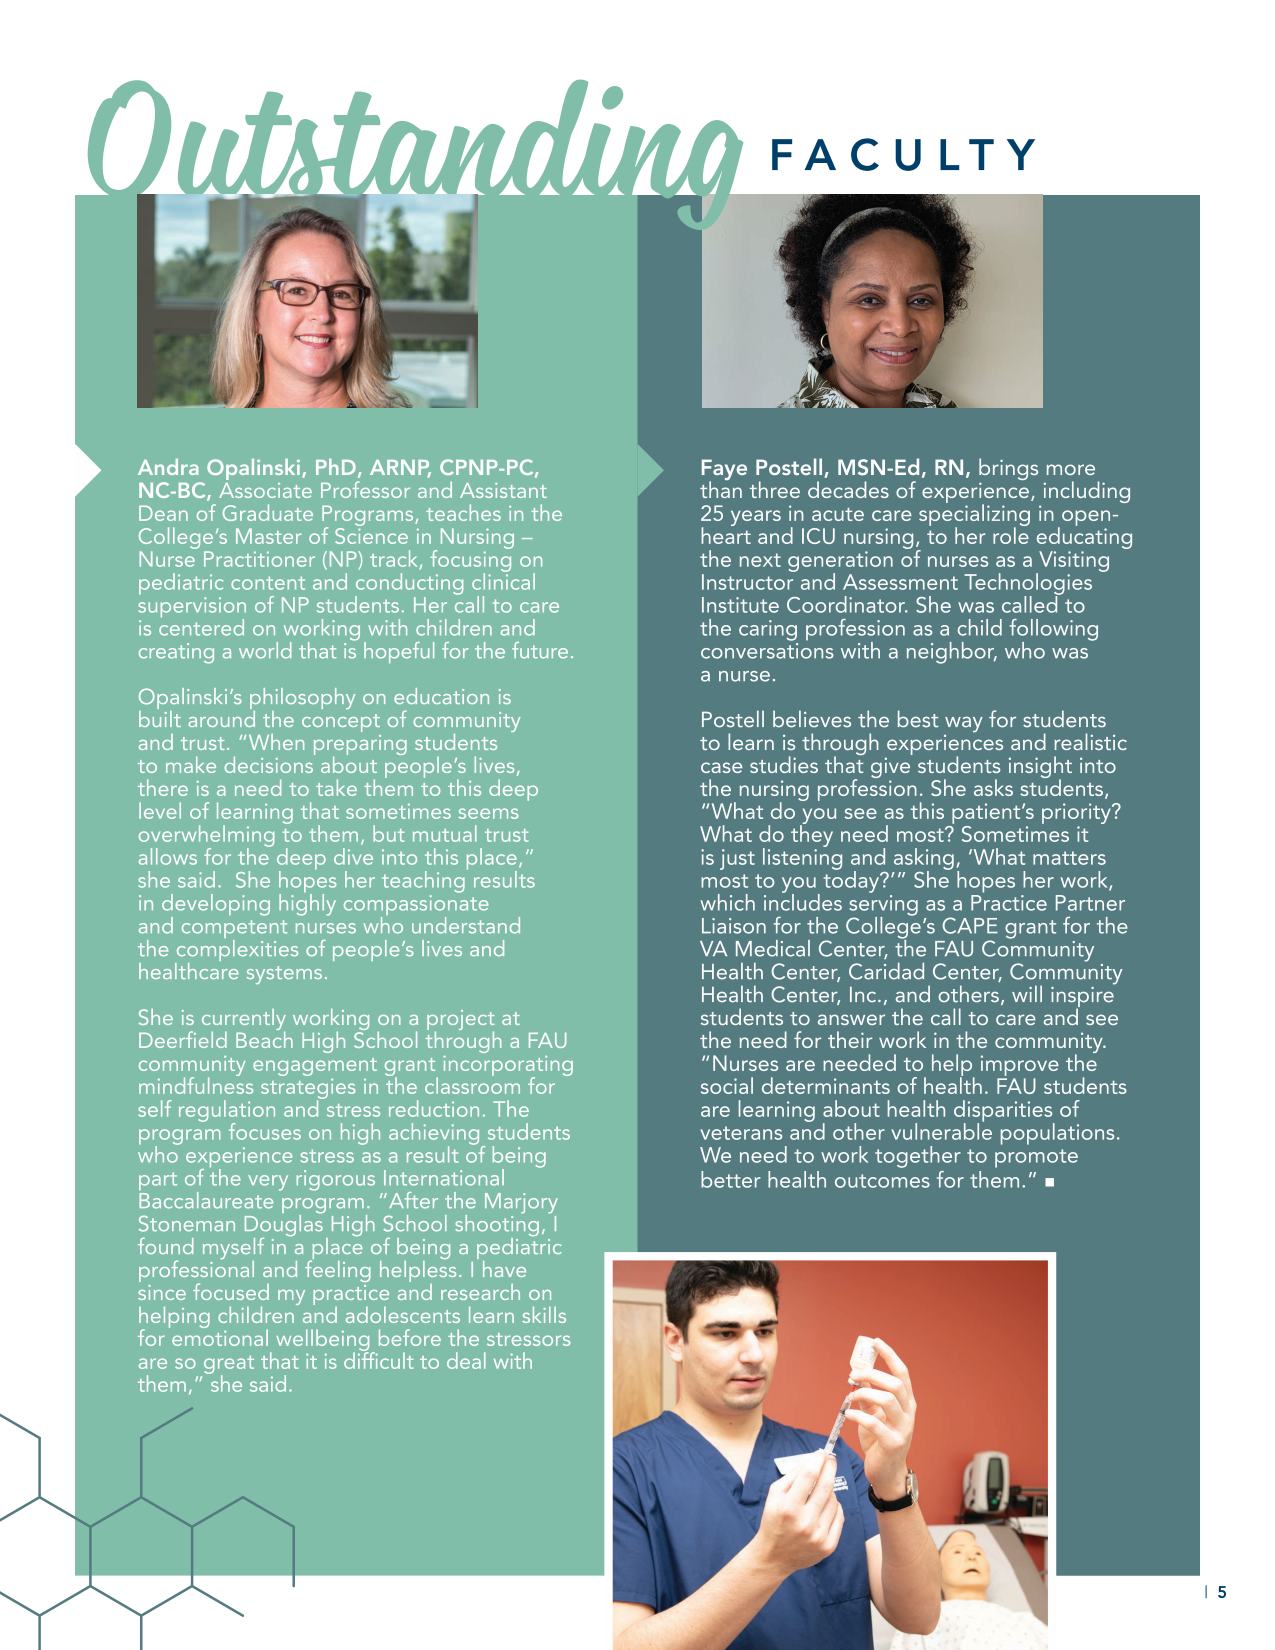 Outstanding FACULTY
Andra Opalinski, PhD, ARNP, CPNP-PC,
NC-BC, Associate Professor and Assistant
Dean of Graduate Programs, teaches in the
College’s Master of Science in Nursing –
Nurse Practitioner (NP) track, focusing on
pediatric content and conducting clinical
supervision of NP students. Her call to care
is centered on working with children and
creating a world that is hopeful for the future.
Opalinski’s philosophy on education is
built around the concept of community
and trust. “When preparing students
to make decisions about people’s lives,
there is a need to take them to this deep
level of learning that sometimes seems
overwhelming to them, but mutual trust
allows for the deep dive into this place,”
she said.  She hopes her teaching results
in developing highly compassionate
and competent nurses who understand
the complexities of people’s lives and
healthcare systems.
She is currently working on a project at
Deerfield Beach High School through a FAU
community engagement grant incorporating
mindfulness strategies in the classroom for
self regulation and stress reduction. The
program focuses on high achieving students
who experience stress as a result of being
part of the very rigorous International
Baccalaureate program. “After the Marjory
Stoneman Douglas High School shooting, I
found myself in a place of being a pediatric
professional and feeling helpless. I have
since focused my practice and research on
helping children and adolescents learn skills
for emotional wellbeing before the stressors
are so great that it is difficult to deal with
them,” she said.
Faye Postell, MSN-Ed, RN, brings more
than three decades of experience, including
25 years in acute care specializing in open-
heart and ICU nursing, to her role educating
the next generation of nurses as a Visiting
Instructor and Assessment Technologies
Institute Coordinator. She was called to
the caring profession as a child following
conversations with a neighbor, who was
a nurse.
Postell believes the best way for students
to learn is through experiences and realistic
case studies that give students insight into
the nursing profession. She asks students,
“What do you see as this patient’s priority?
What do they need most? Sometimes it
is just listening and asking, ‘What matters
most to you today?’” She hopes her work,
which includes serving as a Practice Partner
Liaison for the College’s CAPE grant for the
VA Medical Center, the FAU Community
Health Center, Caridad Center, Community
Health Center, Inc., and others, will inspire
students to answer the call to care and see
the need for their work in the community.
“Nurses are needed to help improve the
social determinants of health. FAU students
are learning about health disparities of
veterans and other vulnerable populations.
We need to work together to promote
better health outcomes for them.” ■
| 5